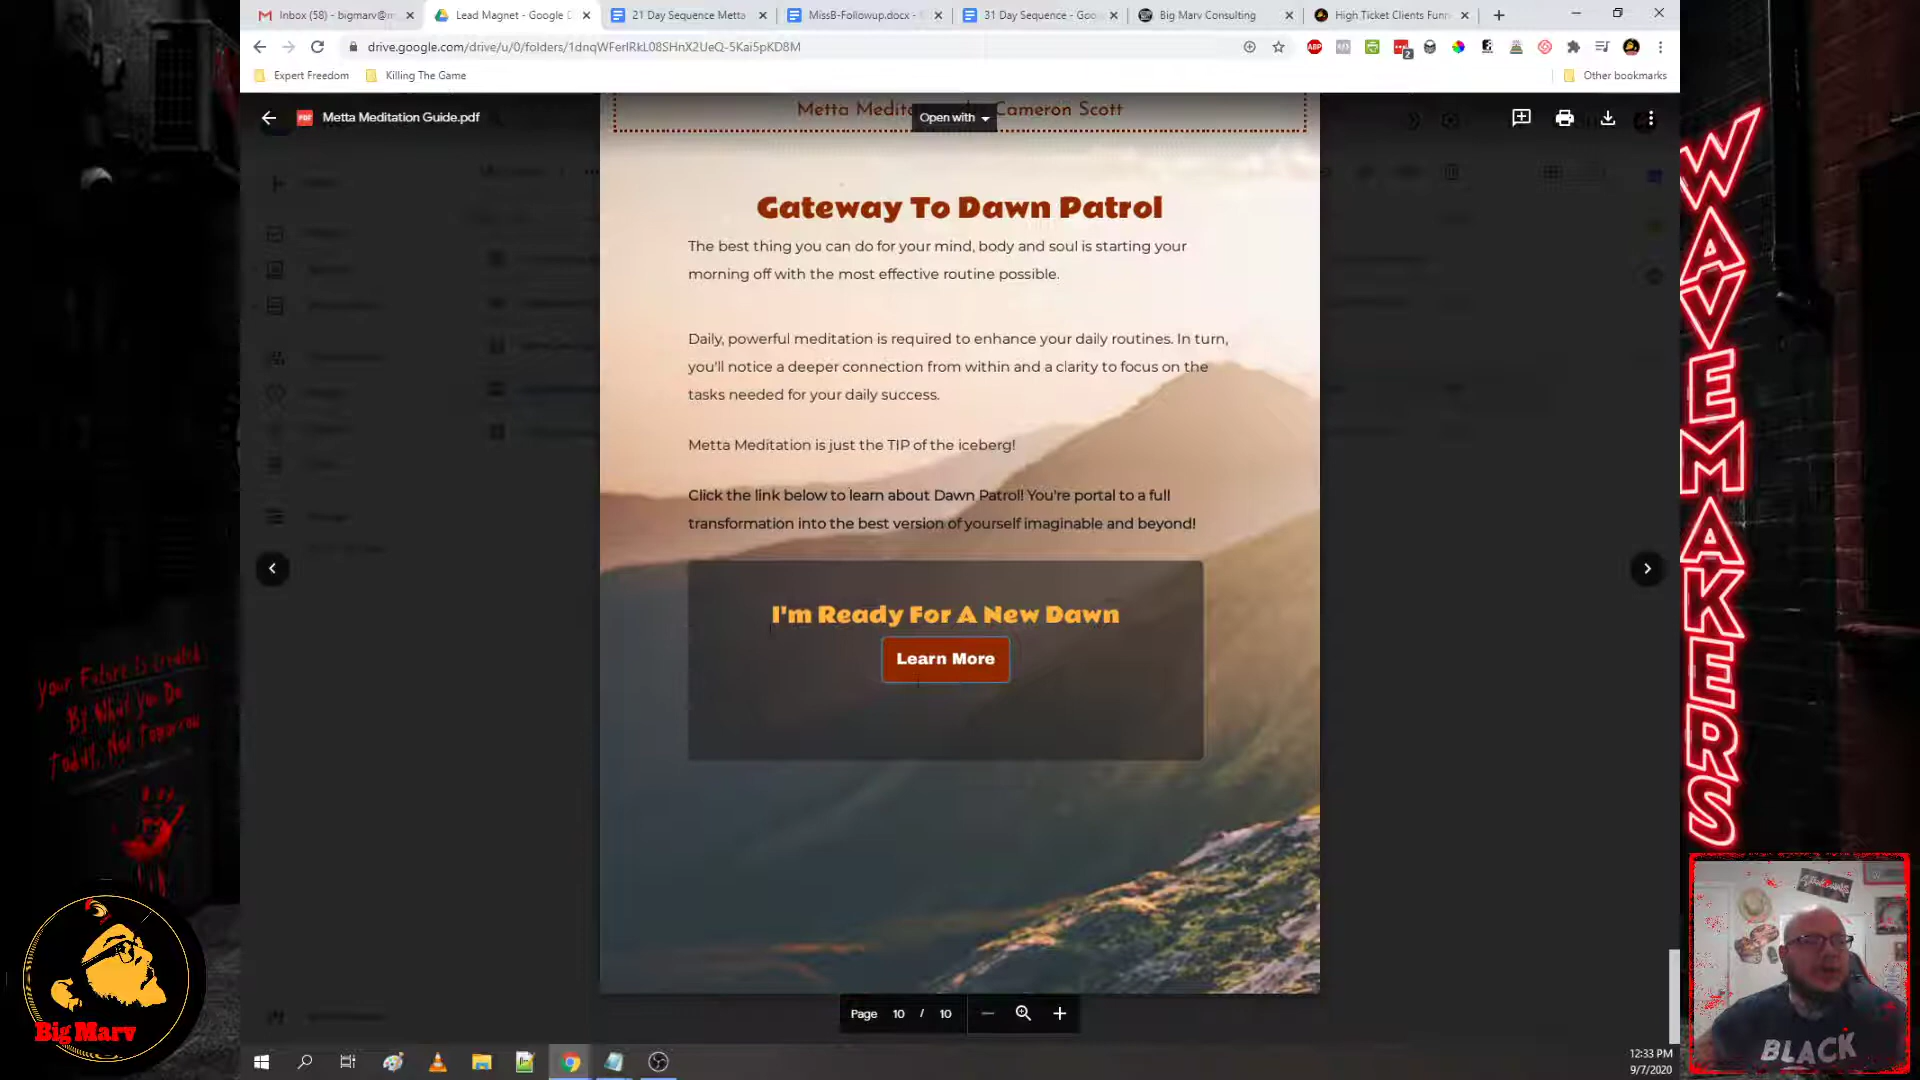 Inbox (58) - bigmarv@m
Lead Magnet - Google D
21 Day Sequence Metta
MissB-Followup.docx -
31 Day Sequence - Goo
Big Marv Consulting
High Ticket Clients Funn
drive.google.com/drive/u/0/folders/1dnqWFerlRkL08SHnX2UeQ-5Kai5pKD8M
ABP
2
Expert Freedom
Killing The Game
Other bookmarks
PDF
Metta Meditation Guide.pdf
Open with
Metta Medit
Cameron Scott
Gateway To Dawn Patrol
The best thing you can do for your mind, body and soul is starting your
morning off with the most effective routine possible.
Daily, powerful meditation is required to enhance your daily routines. In turn,
you'll notice a deeper connection from within and a clarity to focus on the
tasks needed for your daily success.
Metta Meditation is just the TIP of the iceberg!
Click the link below to learn about Dawn Patrol! You're portal to a full
transformation into the best version of yourself imaginable and beyond!
I'm Ready For A New Dawn
Learn More
Page 10 / 10
12:33 PM
9/7/2020
Your Future Is Created
By What You Do
Today, Not Tomorrow
Big Marv
WAVEMAKERS
BLACK